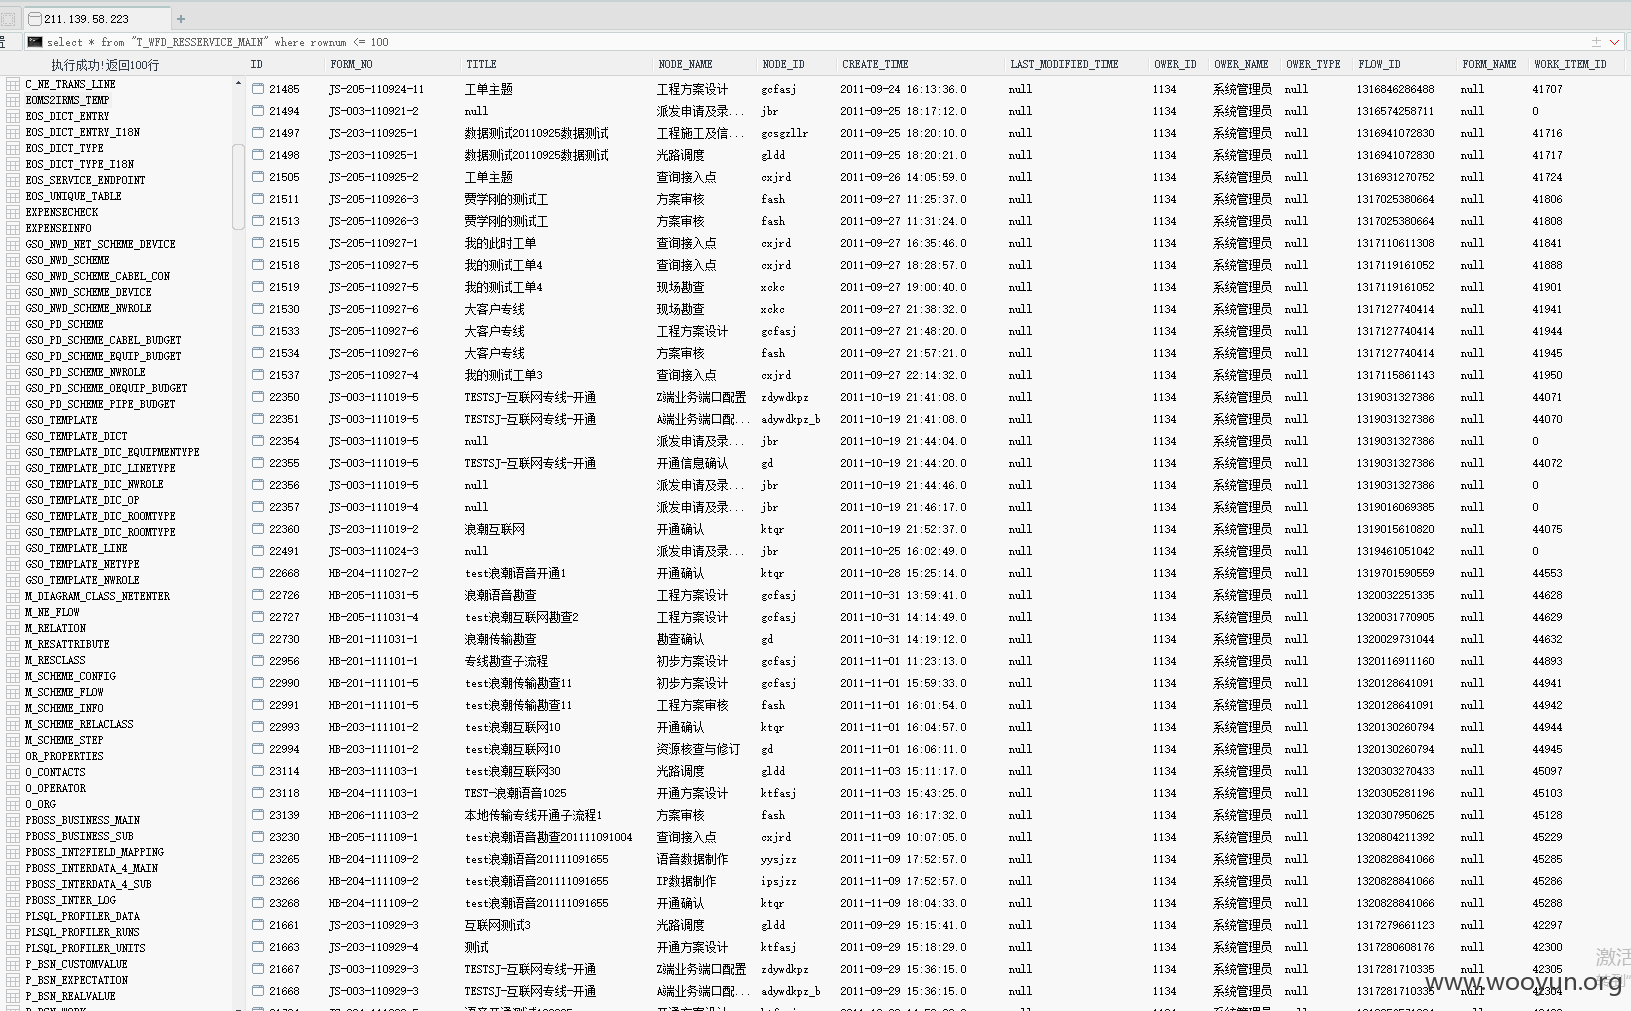 211.139.58.223
+
置 select * from "T_WFD_RESSERVICE_MAIN" where rownum <= 100
执行成功!返回100行
C_NE_TRANS_LINE
EOMS2IRMS_TEMP
EOS_DICT_ENTRY
EOS_DICT_ENTRY_I18N
EOS_DICT_TYPE
EOS_DICT_TYPE_I18N
EOS_SERVICE_ENDPOINT
EOS_UNIQUE_TABLE
EXPENSECHECK
EXPENSEINFO
GSO_NWD_NET_SCHEME_DEVICE
GSO_NWD_SCHEME
GSO_NWD_SCHEME_CABEL_CON
GSO_NWD_SCHEME_DEVICE
GSO_NWD_SCHEME_NWROLE
GSO_PD_SCHEME
GSO_PD_SCHEME_CABEL_BUDGET
GSO_PD_SCHEME_EQUIP_BUDGET
GSO_PD_SCHEME_NWROLE
GSO_PD_SCHEME_OEQUIP_BUDGET
GSO_PD_SCHEME_PIPE_BUDGET
GSO_TEMPLATE
GSO_TEMPLATE_DICT
GSO_TEMPLATE_DIC_EQUIPMENTYPE
GSO_TEMPLATE_DIC_LINETYPE
GSO_TEMPLATE_DIC_NWROLE
GSO_TEMPLATE_DIC_OP
GSO_TEMPLATE_DIC_ROOMTYPE
GSO_TEMPLATE_DIC_ROOMTYPE
GSO_TEMPLATE_LINE
GSO_TEMPLATE_NETYPE
GSO_TEMPLATE_NWROLE
M_DIAGRAM_CLASS_NETENTER
M_NE_FLOW
M_RELATION
M_RESATTRIBUTE
M_RESCLASS
M_SCHEME_CONFIG
M_SCHEME_FLOW
M_SCHEME_INFO
M_SCHEME_RELACLASS
M_SCHEME_STEP
OR_PROPERTIES
O_CONTACTS
O_OPERATOR
O_ORG
PBOSS_BUSINESS_MAIN
PBOSS_BUSINESS_SUB
PBOSS_INT2FIELD_MAPPING
PBOSS_INTERDATA_4_MAIN
PBOSS_INTERDATA_4_SUB
PBOSS_INTER_LOG
PLSQL_PROFILER_DATA
PLSQL_PROFILER_RUNS
PLSQL_PROFILER_UNITS
P_BSN_CUSTOMVALUE
P_BSN_EXPECTATION
P_BSN_REALVALUE
ID FORM_NO TITLE NODE_NAME NODE_ID CREATE_TIME LAST_MODIFIED_TIME OWER_ID OWER_NAME OWER_TYPE FLOW_ID FORM_NAME WORK_ITEM_ID
21485 JS-205-110924-11 工单主题 工程方案设计 gcfasj 2011-09-24 16:13:36.0 null 1134 系统管理员 null 1316846286488 null 41707
21494 JS-003-110921-2 null 派发申请及录... jbr 2011-09-25 18:17:12.0 null 1134 系统管理员 null 1316574258711 null 0
21497 JS-203-110925-1 数据测试20110925数据测试 工程施工及信... gcsgzllr 2011-09-25 18:20:10.0 null 1134 系统管理员 null 1316941072830 null 41716
21498 JS-203-110925-1 数据测试20110925数据测试 光路调度 gldd 2011-09-25 18:20:21.0 null 1134 系统管理员 null 1316941072830 null 41717
21505 JS-205-110925-2 工单主题 查询接入点 cxjrd 2011-09-26 14:05:59.0 null 1134 系统管理员 null 1316931270752 null 41724
21511 JS-205-110926-3 贾学刚的测试工 方案审核 fash 2011-09-27 11:25:37.0 null 1134 系统管理员 null 1317025380664 null 41806
21513 JS-205-110926-3 贾学刚的测试工 方案审核 fash 2011-09-27 11:31:24.0 null 1134 系统管理员 null 1317025380664 null 41808
21515 JS-205-110927-1 我的此时工单 查询接入点 cxjrd 2011-09-27 16:35:46.0 null 1134 系统管理员 null 1317110611308 null 41841
21518 JS-205-110927-5 我的测试工单4 查询接入点 cxjrd 2011-09-27 18:28:57.0 null 1134 系统管理员 null 1317119161052 null 41888
21519 JS-205-110927-5 我的测试工单4 现场勘查 xckc 2011-09-27 19:00:40.0 null 1134 系统管理员 null 1317119161052 null 41901
21530 JS-205-110927-6 大客户专线 现场勘查 xckc 2011-09-27 21:38:32.0 null 1134 系统管理员 null 1317127740414 null 41941
21533 JS-205-110927-6 大客户专线 工程方案设计 gcfasj 2011-09-27 21:48:20.0 null 1134 系统管理员 null 1317127740414 null 41944
21534 JS-205-110927-6 大客户专线 方案审核 fash 2011-09-27 21:57:21.0 null 1134 系统管理员 null 1317127740414 null 41945
21537 JS-205-110927-4 我的测试工单3 查询接入点 cxjrd 2011-09-27 22:14:32.0 null 1134 系统管理员 null 1317115861143 null 41950
22350 JS-003-111019-5 TESTSJ-互联网专线-开通 Z端业务端口配置 zdywdkpz 2011-10-19 21:41:08.0 null 1134 系统管理员 null 1319031327386 null 44071
22351 JS-003-111019-5 TESTSJ-互联网专线-开通 A端业务端口配... adywdkpz_b 2011-10-19 21:41:08.0 null 1134 系统管理员 null 1319031327386 null 44070
22354 JS-003-111019-5 null 派发申请及录... jbr 2011-10-19 21:44:04.0 null 1134 系统管理员 null 1319031327386 null 0
22355 JS-003-111019-5 TESTSJ-互联网专线-开通 开通信息确认 gd 2011-10-19 21:44:20.0 null 1134 系统管理员 null 1319031327386 null 44072
22356 JS-003-111019-5 null 派发申请及录... jbr 2011-10-19 21:44:46.0 null 1134 系统管理员 null 1319031327386 null 0
22357 JS-003-111019-4 null 派发申请及录... jbr 2011-10-19 21:46:17.0 null 1134 系统管理员 null 1319016069385 null 0
22360 JS-203-111019-2 浪潮互联网 开通确认 ktqr 2011-10-19 21:52:37.0 null 1134 系统管理员 null 1319015610820 null 44075
22491 JS-003-111024-3 null 派发申请及录... jbr 2011-10-25 16:02:49.0 null 1134 系统管理员 null 1319461051042 null 0
22668 HB-204-111027-2 test浪潮语音开通1 开通确认 ktqr 2011-10-28 15:25:14.0 null 1134 系统管理员 null 1319701590559 null 44553
22726 HB-205-111031-5 浪潮语音勘查 工程方案设计 gcfasj 2011-10-31 13:59:41.0 null 1134 系统管理员 null 1320032251335 null 44628
22727 HB-205-111031-4 test浪潮互联网勘查2 工程方案设计 gcfasj 2011-10-31 14:14:49.0 null 1134 系统管理员 null 1320031770905 null 44629
22730 HB-201-111031-1 浪潮传输勘查 勘查确认 gd 2011-10-31 14:19:12.0 null 1134 系统管理员 null 1320029731044 null 44632
22956 HB-201-111101-1 专线勘查子流程 初步方案设计 gcfasj 2011-11-01 11:23:13.0 null 1134 系统管理员 null 1320116911160 null 44893
22990 HB-201-111101-5 test浪潮传输勘查11 初步方案设计 gcfasj 2011-11-01 15:59:33.0 null 1134 系统管理员 null 1320128641091 null 44941
22991 HB-201-111101-5 test浪潮传输勘查11 工程方案审核 fash 2011-11-01 16:01:54.0 null 1134 系统管理员 null 1320128641091 null 44942
22993 HB-203-111101-2 test浪潮互联网10 开通确认 ktqr 2011-11-01 16:04:57.0 null 1134 系统管理员 null 1320130260794 null 44944
22994 HB-203-111101-2 test浪潮互联网10 资源核查与修订 gd 2011-11-01 16:06:11.0 null 1134 系统管理员 null 1320130260794 null 44945
23114 HB-203-111103-1 test浪潮互联网30 光路调度 gldd 2011-11-03 15:11:17.0 null 1134 系统管理员 null 1320303270433 null 45097
23118 HB-204-111103-1 TEST-浪潮语音1025 开通方案设计 ktfasj 2011-11-03 15:43:25.0 null 1134 系统管理员 null 1320305281196 null 45103
23139 HB-206-111103-2 本地传输专线开通子流程1 方案审核 fash 2011-11-03 16:17:32.0 null 1134 系统管理员 null 1320307950625 null 45128
23230 HB-205-111109-1 test浪潮语音勘查201111091004 查询接入点 cxjrd 2011-11-09 10:07:05.0 null 1134 系统管理员 null 1320804211392 null 45229
23265 HB-204-111109-2 test浪潮语音201111091655 语音数据制作 yysjzz 2011-11-09 17:52:57.0 null 1134 系统管理员 null 1320828841066 null 45285
23266 HB-204-111109-2 test浪潮语音201111091655 IP数据制作 ipsjzz 2011-11-09 17:52:57.0 null 1134 系统管理员 null 1320828841066 null 45286
23268 HB-204-111109-2 test浪潮语音201111091655 开通确认 ktqr 2011-11-09 18:04:33.0 null 1134 系统管理员 null 1320828841066 null 45288
21661 JS-203-110929-3 互联网测试3 光路调度 gldd 2011-09-29 15:15:41.0 null 1134 系统管理员 null 1317279661123 null 42297
21663 JS-203-110929-4 测试 开通方案设计 ktfasj 2011-09-29 15:18:29.0 null 1134 系统管理员 null 1317280608176 null 42300
21667 JS-003-110929-3 TESTSJ-互联网专线-开通 Z端业务端口配置 zdywdkpz 2011-09-29 15:36:15.0 null 1134 系统管理员 null 1317281710335 null 42305
21668 JS-003-110929-3 TESTSJ-互联网专线-开通 A端业务端口配... adywdkpz_b 2011-09-29 15:36:15.0 null 1134 系统管理员 null 1317281710335 null 42304
激活
www.wooyun.org